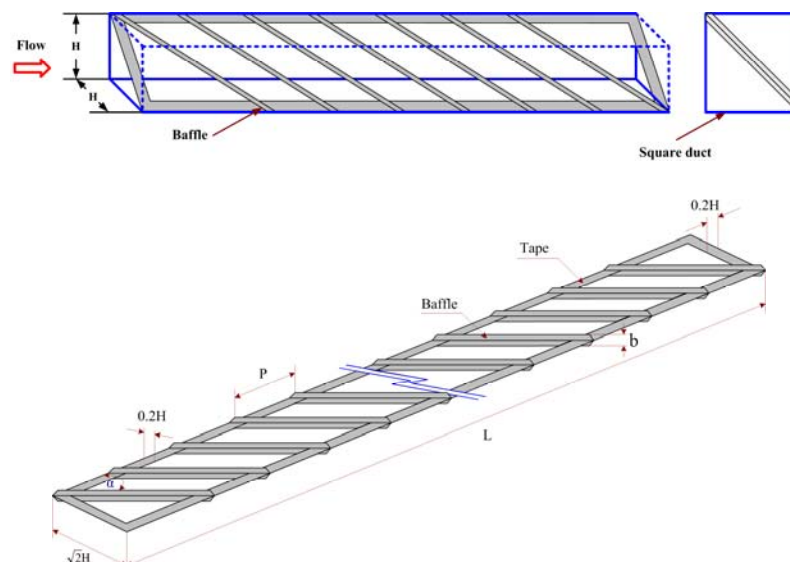 H
Flow
H
Baffle
Square duct
0.2H
Tape
Baffle
b
P
0.2H
L
α
√2H